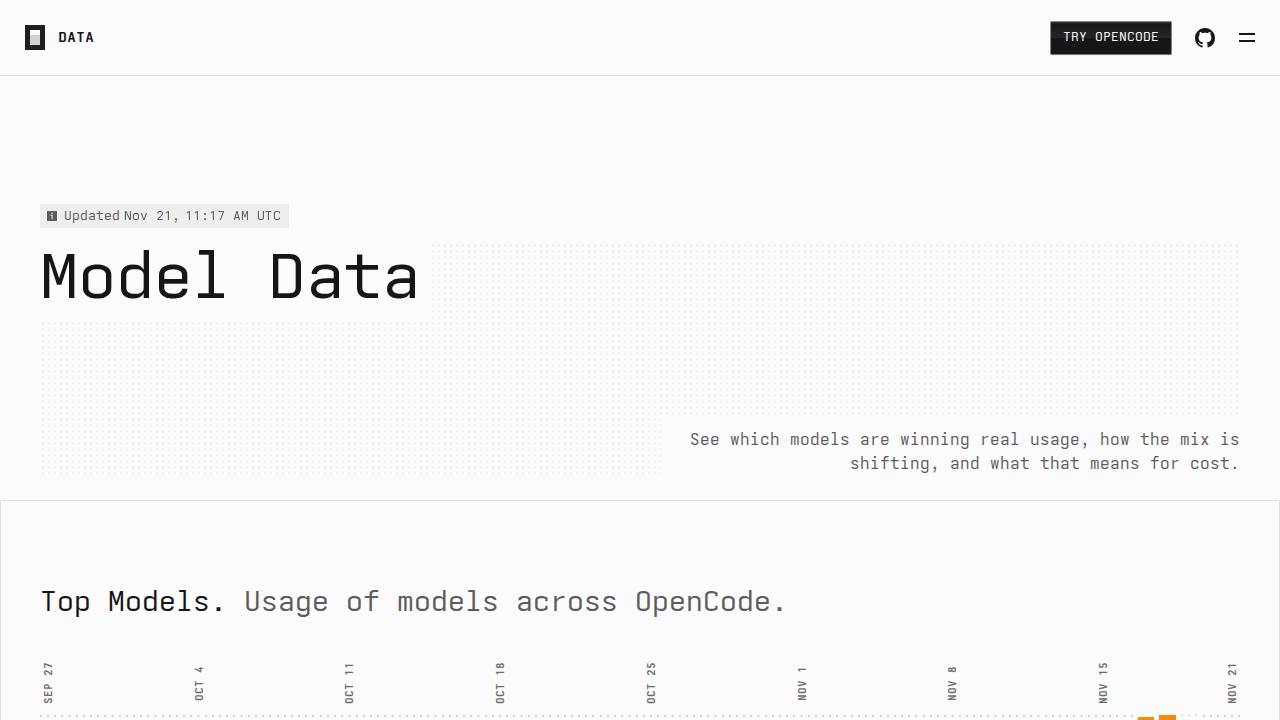 DATA
TRY OPENCODE
Updated Nov 21, 11:17 AM UTC
Model Data
See which models are winning real usage, how the mix is
shifting, and what that means for cost.
Top Models. Usage of models across OpenCode.
SEP 27
OCT 4
OCT 11
OCT 18
OCT 25
NOV 1
NOV 8
NOV 15
NOV 21